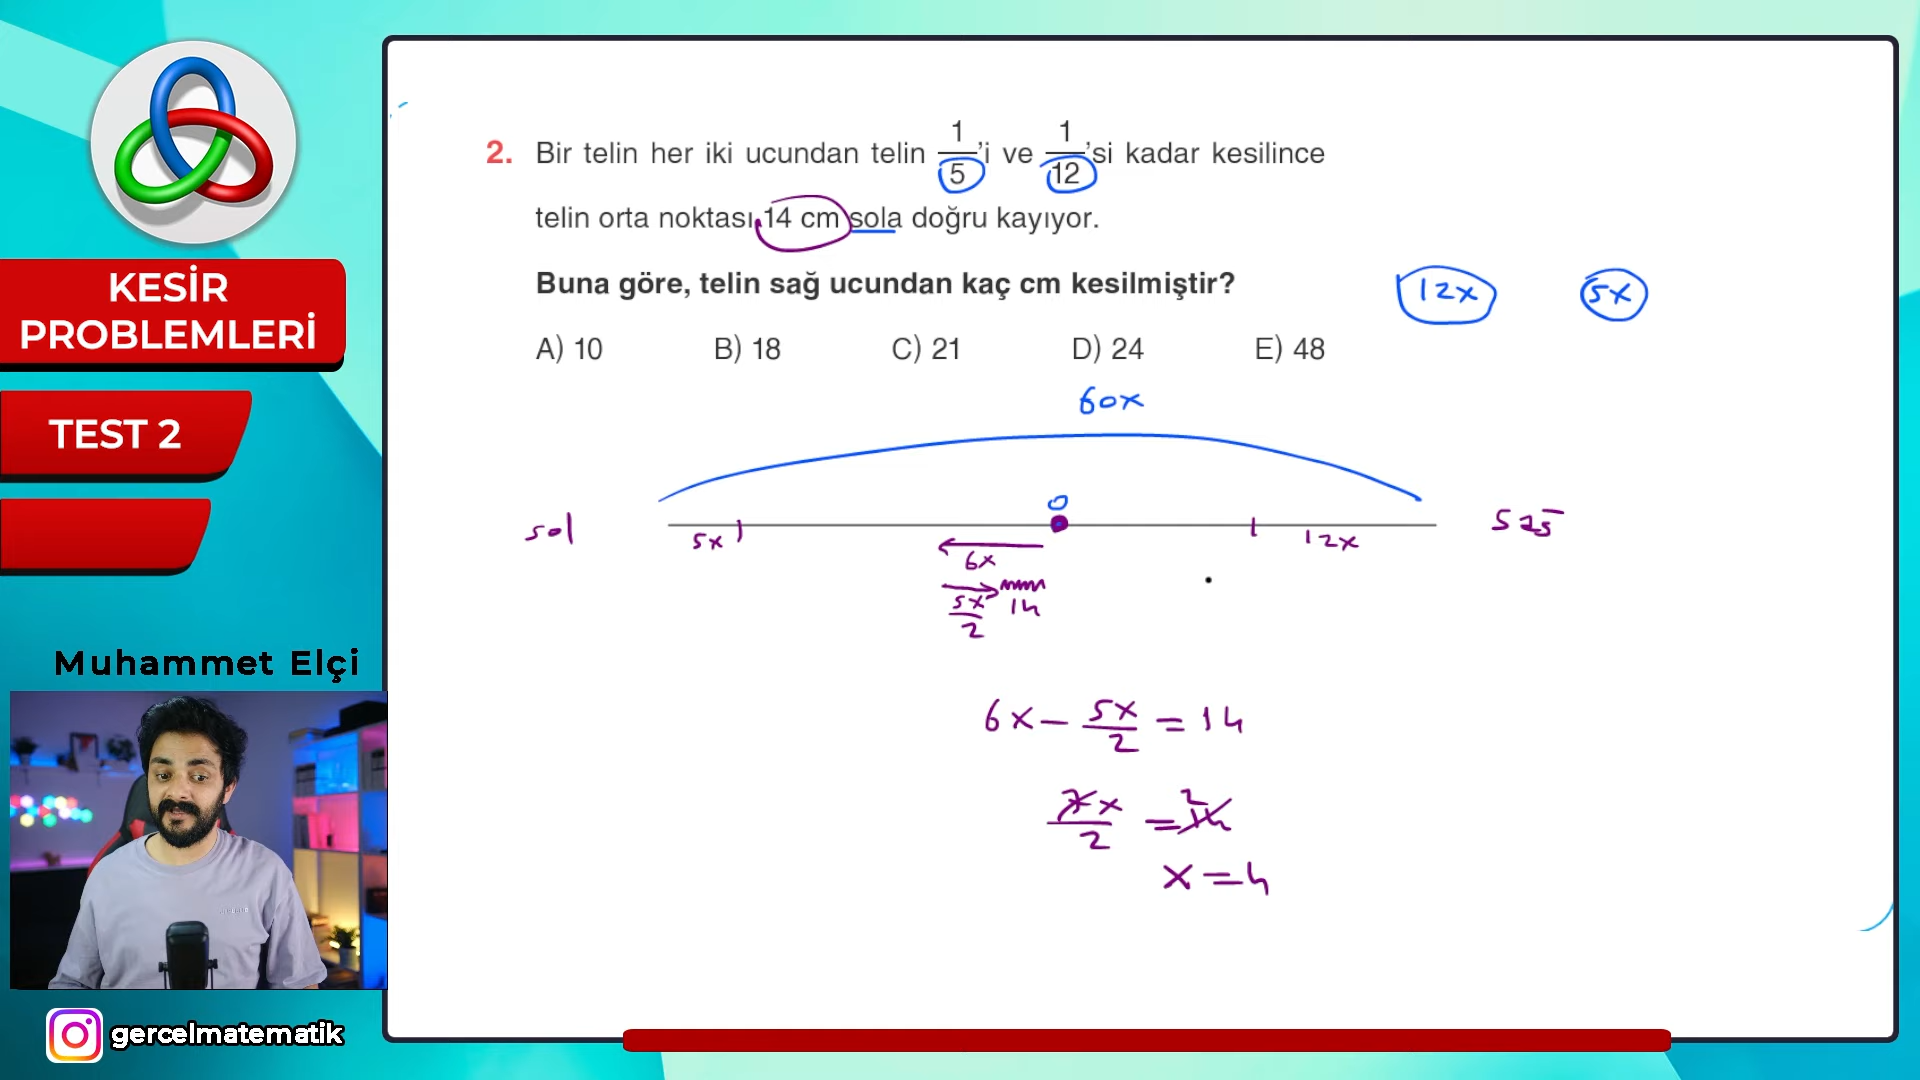 KESİR
PROBLEMLERİ
TEST 2
Muhammet Elçi
gercelmatematik
2. Bir telin her iki ucundan telin 1/5'i ve 1/12'si kadar kesilince
telin orta noktası 14 cm sola doğru kayıyor.
Buna göre, telin sağ ucundan kaç cm kesilmiştir?
12x 5x
A) 10 B) 18 C) 21 D) 24 E) 48
60x
0
sol 5x 12x sağ
6x
5x/2 14
6x - 5x/2 = 14
7x/2 = 14 2
x = 4